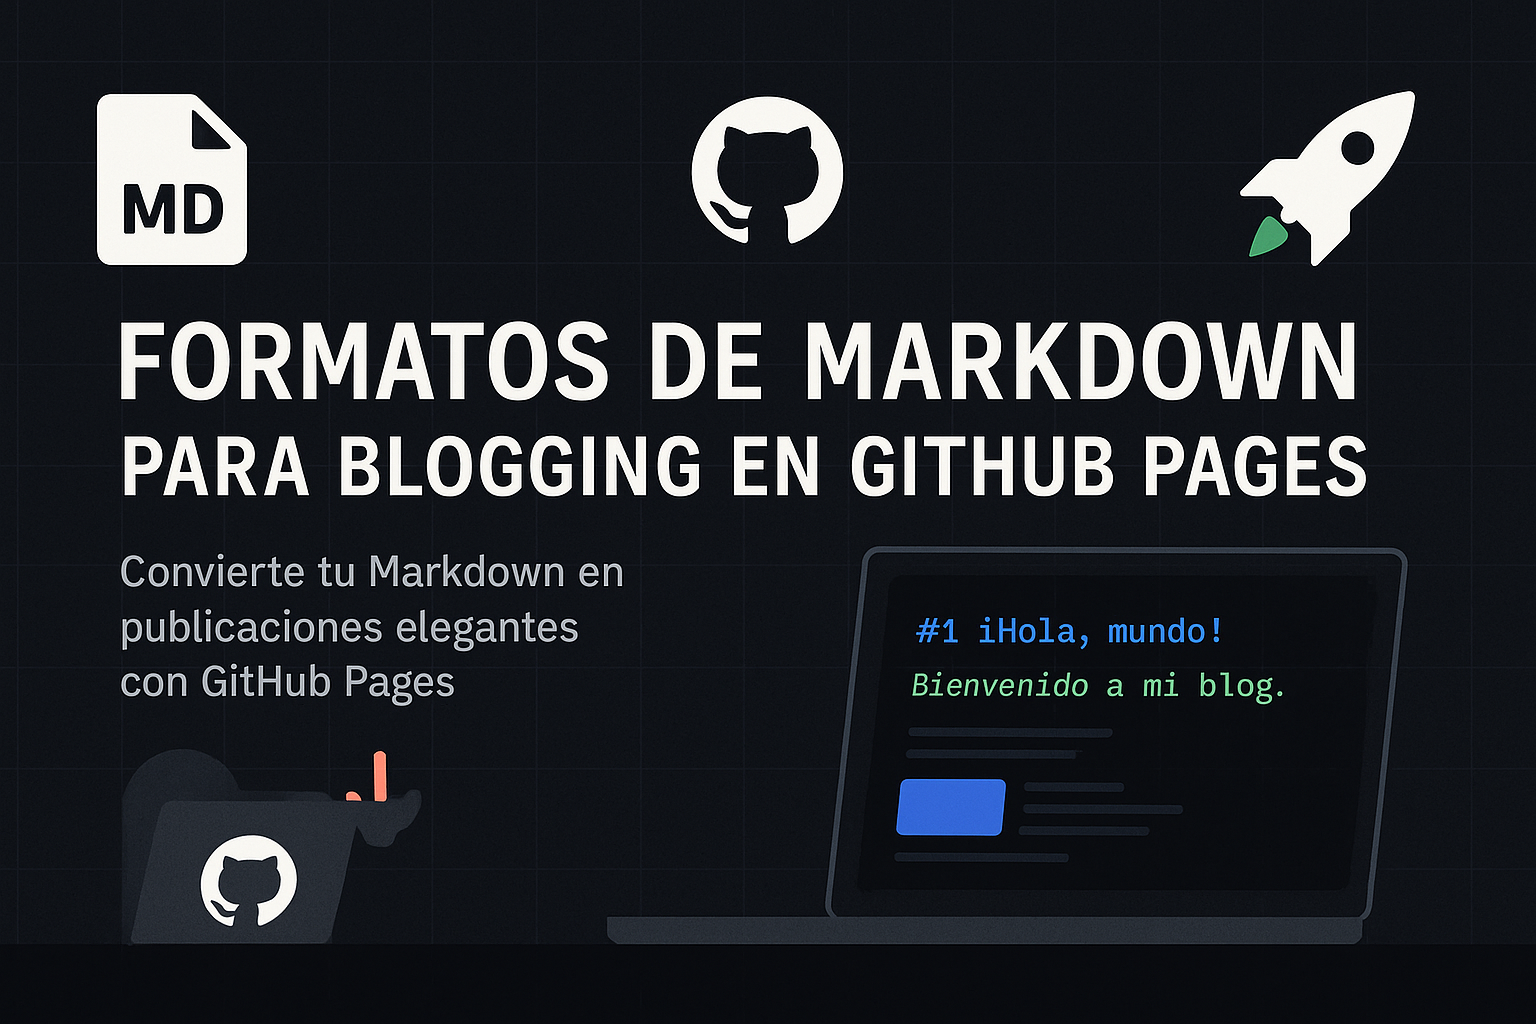 MD
FORMATOS DE MARKDOWN
PARA BLOGGING EN GITHUB PAGES
Convierte tu Markdown en
publicaciones elegantes
con GitHub Pages
#1 iHola, mundo!
Bienvenido a mi blog.